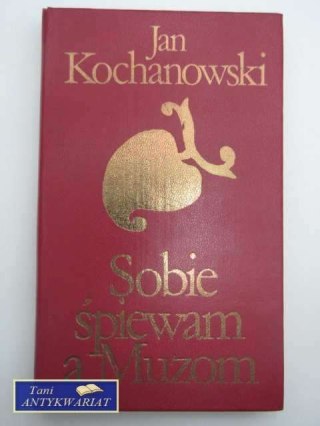 Jan
Kochanowski
Sobie
śpiewam
a Muzom
Tani
ANTYKWARIAT